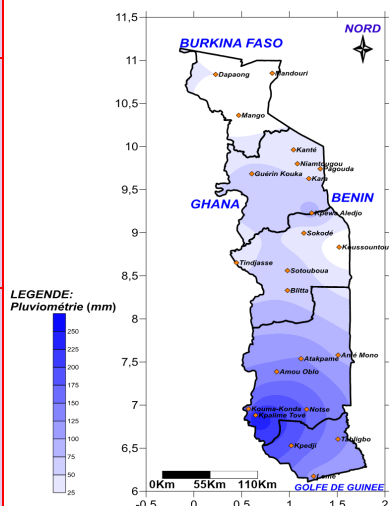 NORD
BURKINA FASO
Dapaong
Mandouri
Mango
Kanté
Niamtougou
Pagouda
Guérin Kouka
Kara
BENIN
GHANA
Kpewa Aledjo
Sokodé
Koussountou
Tindjasse
Sotouboua
Blitta
LEGENDE:
Pluviométrie (mm)
250
225
200
175
150
125
100
75
50
25
Anié Mono
Atakpamé
Amou Oblo
Kouma-Konda
Notse
Kpalime Tové
Tabligbo
Kpedji
Lomé
GOLFE DE GUINEE
0Km 55Km 110Km
11,5
11
10,5
10
9,5
9
8,5
8
7,5
7
6,5
6
-0.5 0 0.5 1 1.5 2